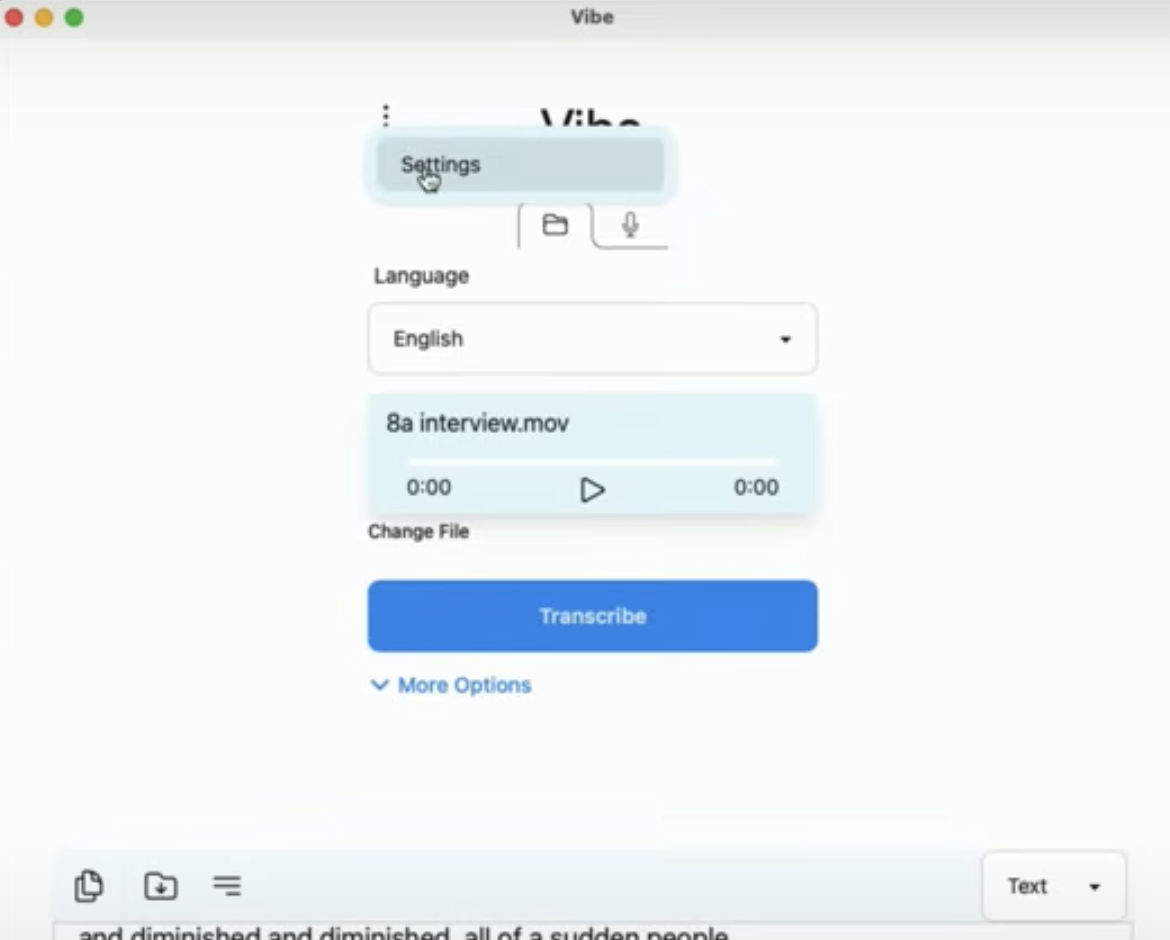 Vibe
Vibe
Settings
Language
English
8a interview.mov
0:00 0:00
Change File
Transcribe
More Options
Text
and diminished and diminished, all of a sudden people